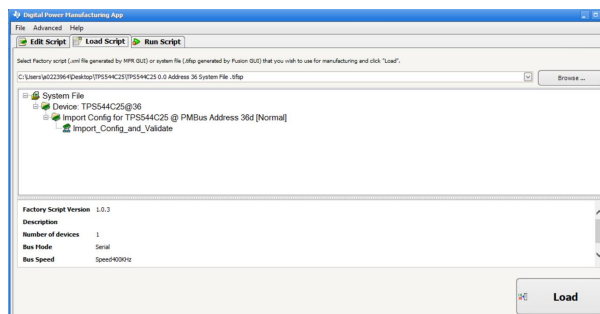 Digital Power Manufacturing App
File Advanced Help
Edit Script Load Script Run Script
Select Factory script (.xml file generated by MFR GUI) or system file (.tifsp generated by Fusion GUI) that you wish to use for manufacturing and click "Load".
C:\Users\a0223964\Desktop\TPS544C25\TPS544C25 0.0 Address 36 System File .tifsp Browse ...
System File
Device: TPS544C25@36
Import Config for TPS544C25 @ PMBus Address 36d [Normal]
Import_Config_and_Validate
Factory Script Version 1.0.3
Description
Number of devices 1
Bus Mode Serial
Bus Speed Speed400KHz
Load